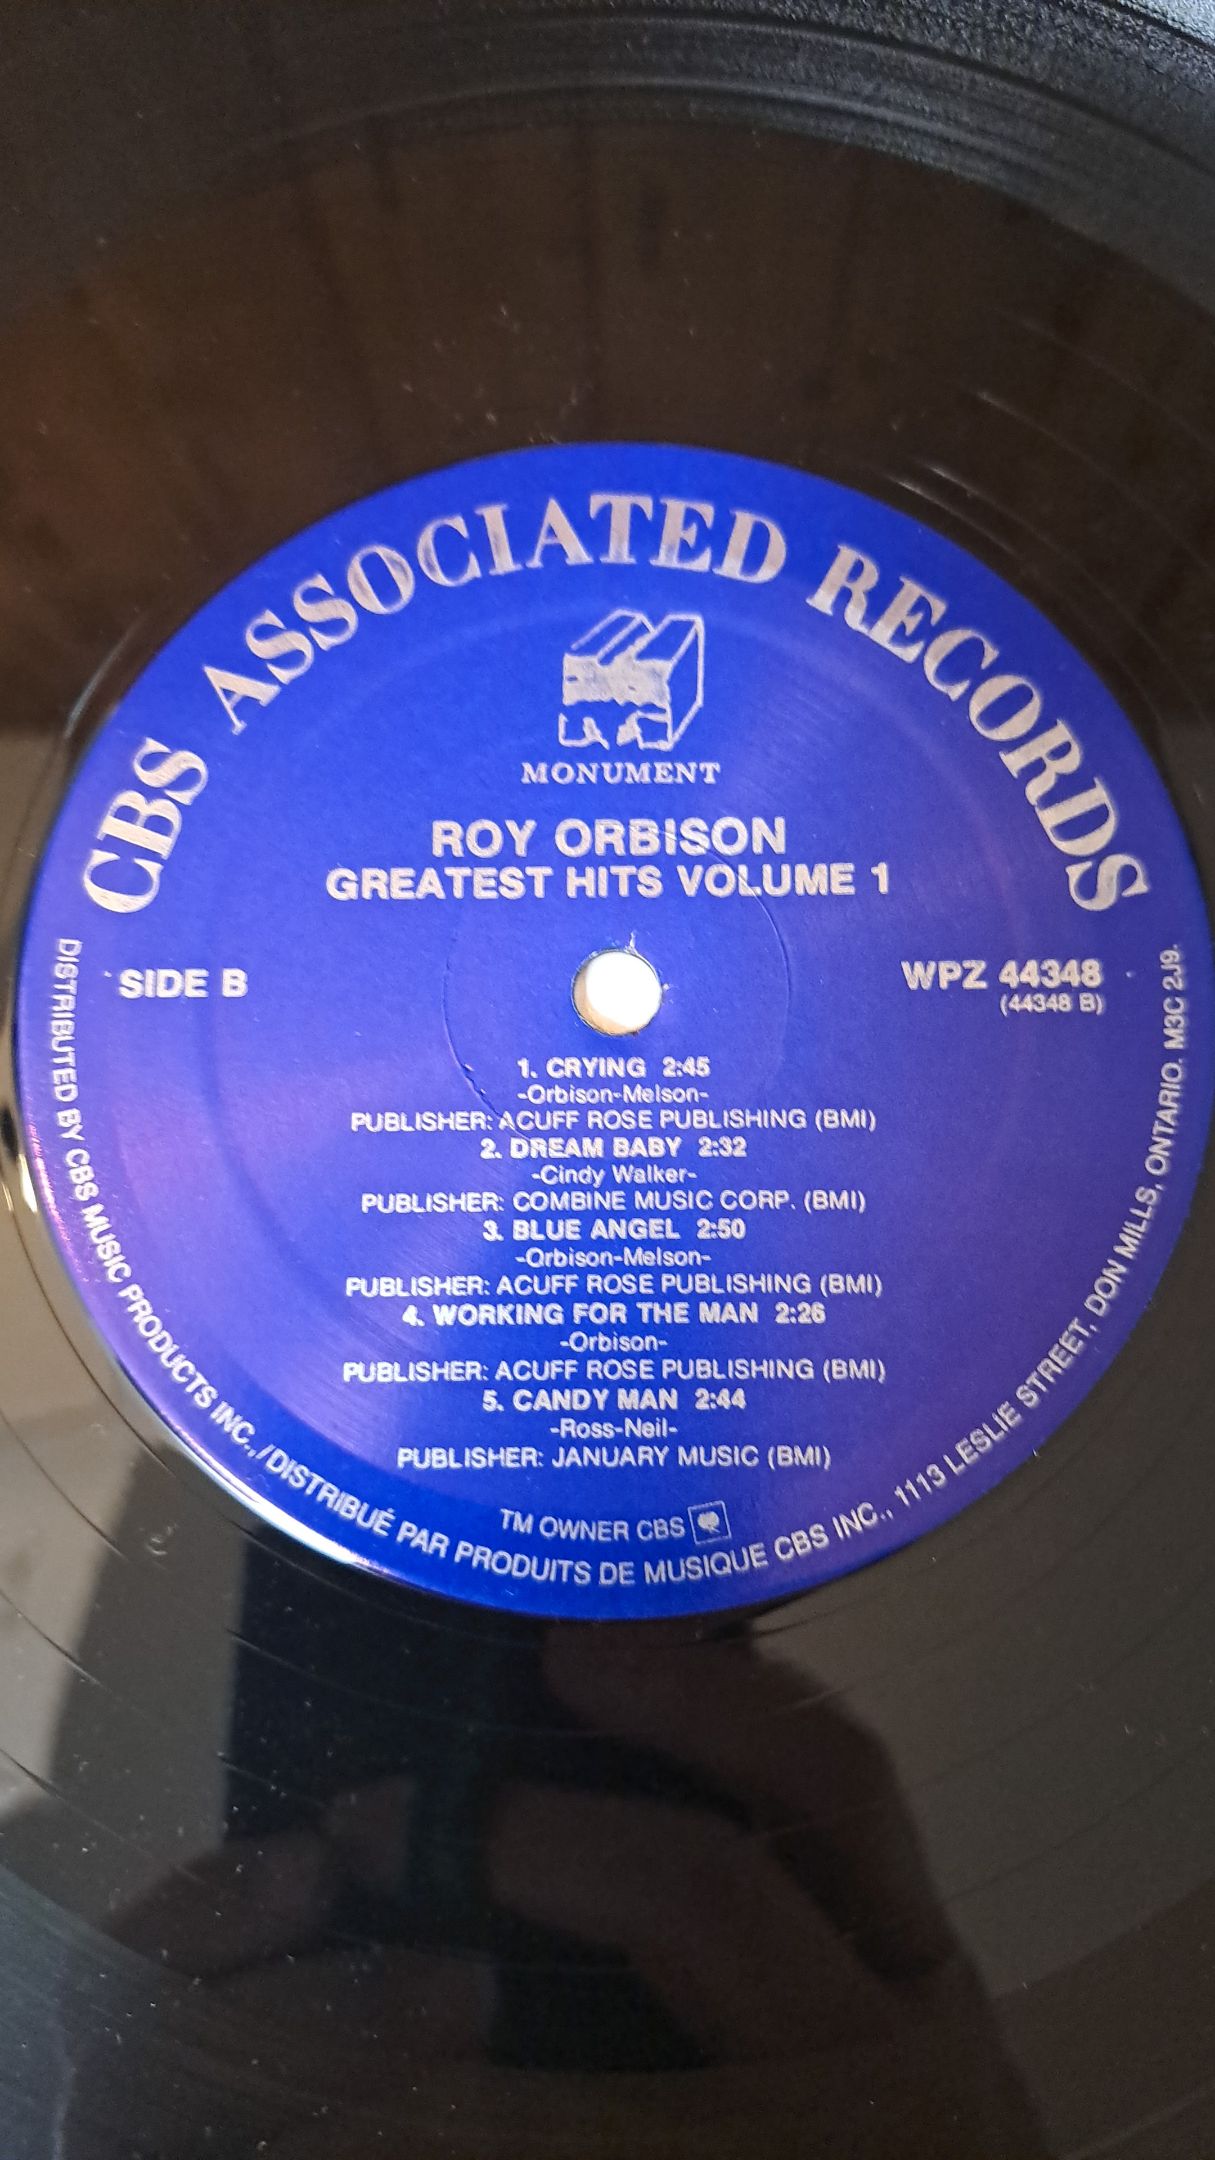 CBS ASSOCIATED RECORDS
MONUMENT
ROY ORBISON
GREATEST HITS VOLUME 1
SIDE B
WPZ 44348
(44348 B)
1. CRYING 2:45
-Orbison-Melson-
PUBLISHER: ACUFF ROSE PUBLISHING (BMI)
2. DREAM BABY 2:32
-Cindy Walker-
PUBLISHER: COMBINE MUSIC CORP. (BMI)
3. BLUE ANGEL 2:50
-Orbison-Melson-
PUBLISHER: ACUFF ROSE PUBLISHING (BMI)
4. WORKING FOR THE MAN 2:26
-Orbison-
PUBLISHER: ACUFF ROSE PUBLISHING (BMI)
5. CANDY MAN 2:44
-Ross-Neil-
PUBLISHER: JANUARY MUSIC (BMI)
TM OWNER CBS
DISTRIBUTED BY CBS MUSIC PRODUCTS INC., / DISTRIBUÉ PAR PRODUITS DE MUSIQUE CBS INC., 1113 LESLIE STREET, DON MILLS, ONTARIO. M3C 2J9.